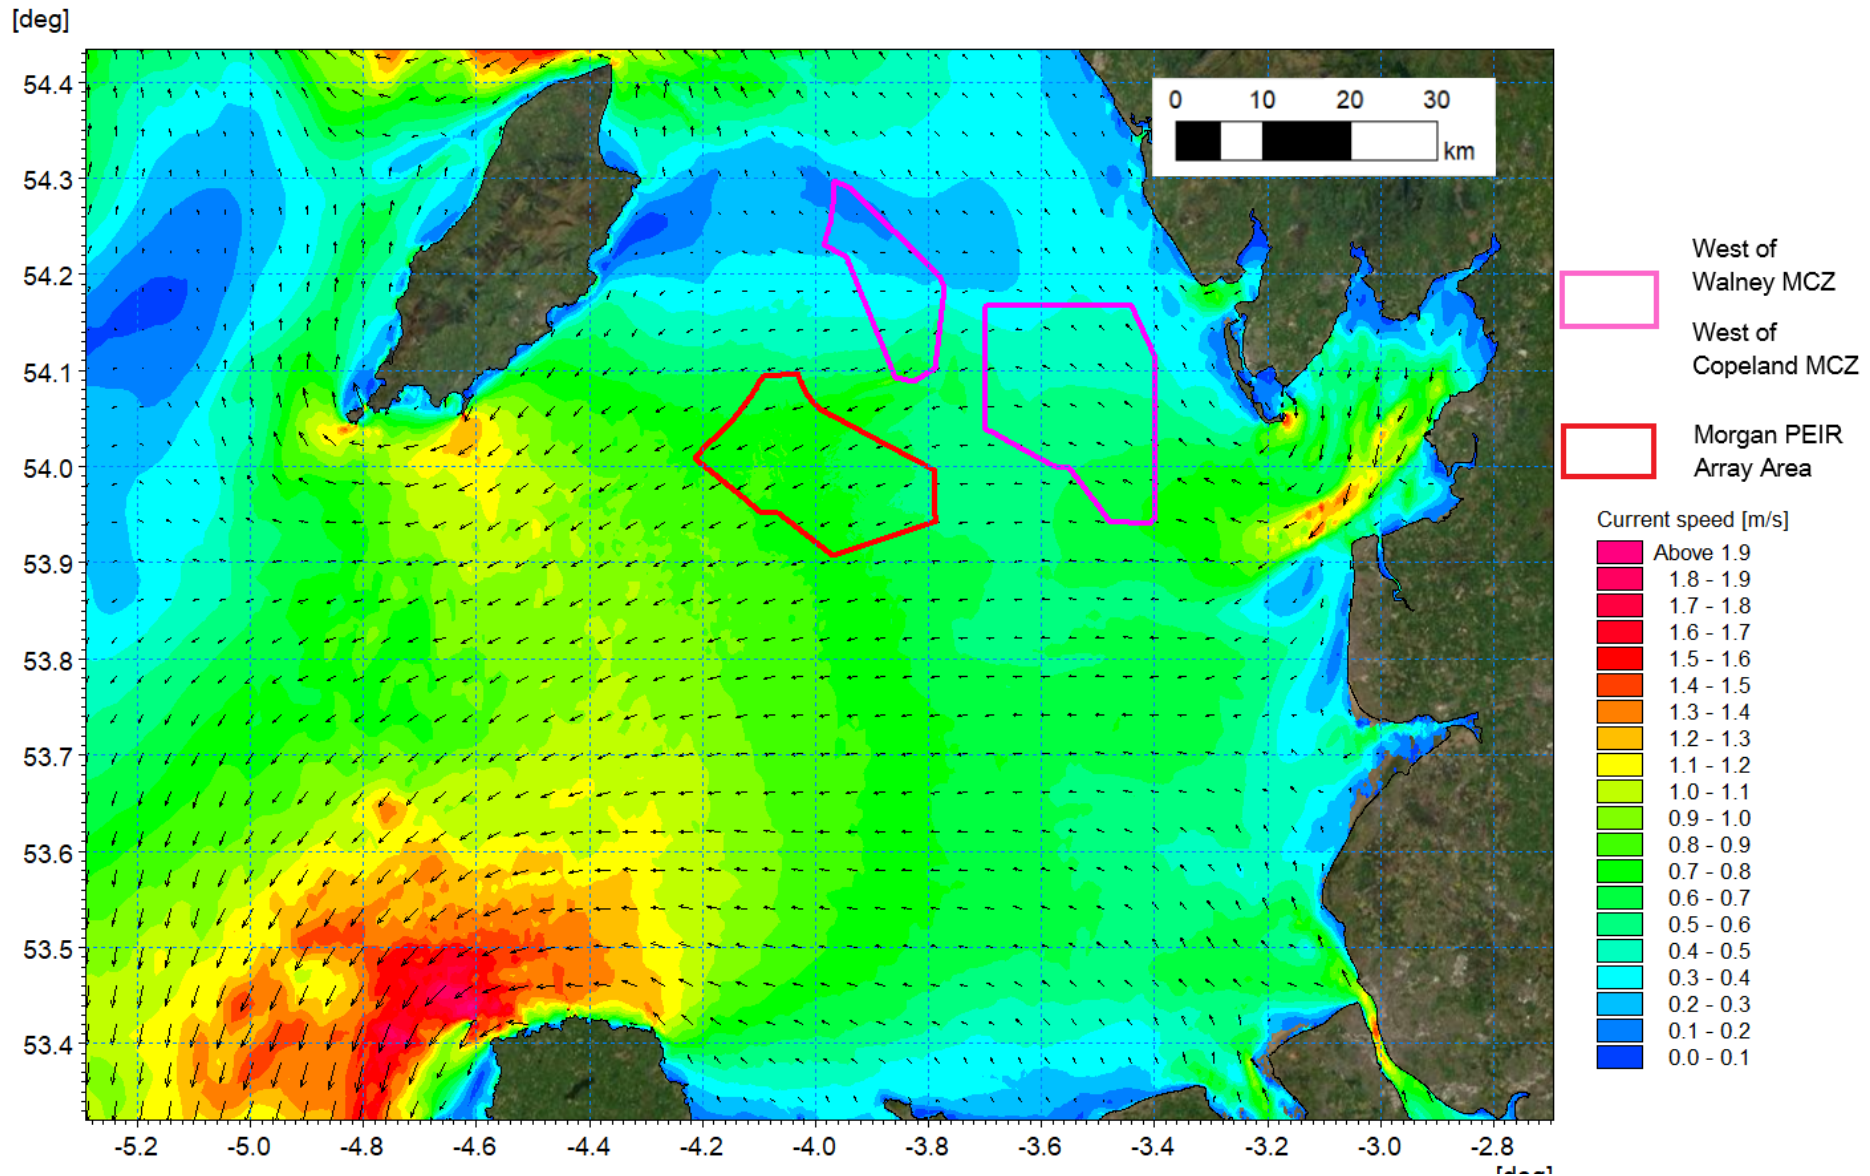 [deg]
54.4
54.3
54.2
54.1
54.0
53.9
53.8
53.7
53.6
53.5
53.4
0 10 20 30
km
West of
Walney MCZ
West of
Copeland MCZ
Morgan PEIR
Array Area
Current speed [m/s]
Above 1.9
1.8 - 1.9
1.7 - 1.8
1.6 - 1.7
1.5 - 1.6
1.4 - 1.5
1.3 - 1.4
1.2 - 1.3
1.1 - 1.2
1.0 - 1.1
0.9 - 1.0
0.8 - 0.9
0.7 - 0.8
0.6 - 0.7
0.5 - 0.6
0.4 - 0.5
0.3 - 0.4
0.2 - 0.3
0.1 - 0.2
0.0 - 0.1
-5.2 -5.0 -4.8 -4.6 -4.4 -4.2 -4.0 -3.8 -3.6 -3.4 -3.2 -3.0 -2.8
[deg]